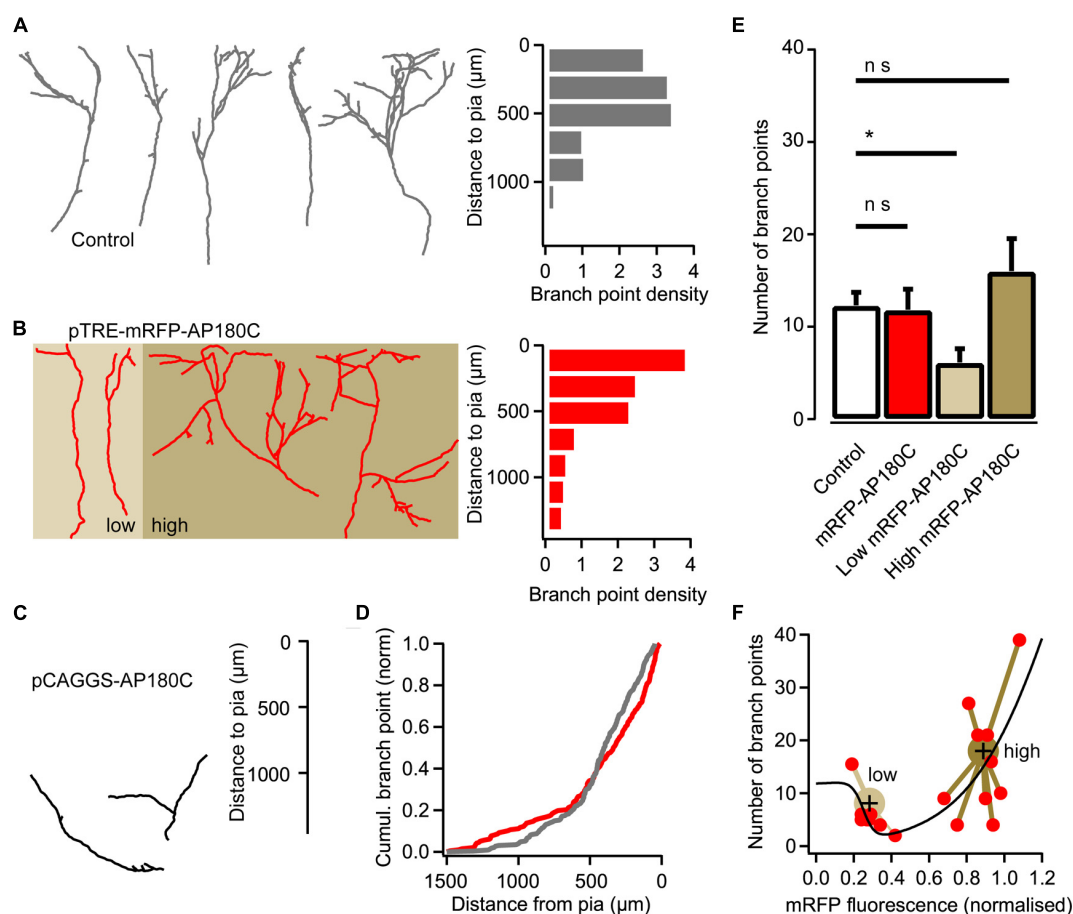 A
Control
Distance to pia (µm)
0
500
1000
0 1 2 3 4
Branch point density
B
pTRE-mRFP-AP180C
low high
Distance to pia (µm)
0
500
1000
0 1 2 3 4
Branch point density
C
pCAGGS-AP180C
Distance to pia (µm)
0
500
1000
D
Cumul. branch point (norm)
1.0
0.8
0.6
0.4
0.2
0.0
1500 1000 500 0
Distance from pia (µm)
E
Number of branch points
40
30
20
10
0
n s
*
n s
Control
mRFP-AP180C
Low mRFP-AP180C
High mRFP-AP180C
F
Number of branch points
40
30
20
10
0
low
high
0.0 0.2 0.4 0.6 0.8 1.0 1.2
mRFP fluorescence (normalised)